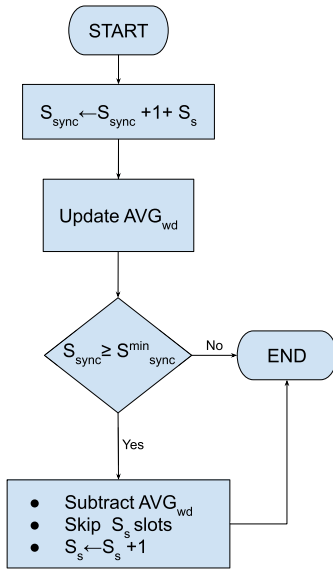 START
S_sync ← S_sync +1+ S_s
Update AVG_wd
S_sync ≥ S^min_sync
No
END
Yes
● Subtract AVG_wd
● Skip S_s slots
● S_s ← S_s +1